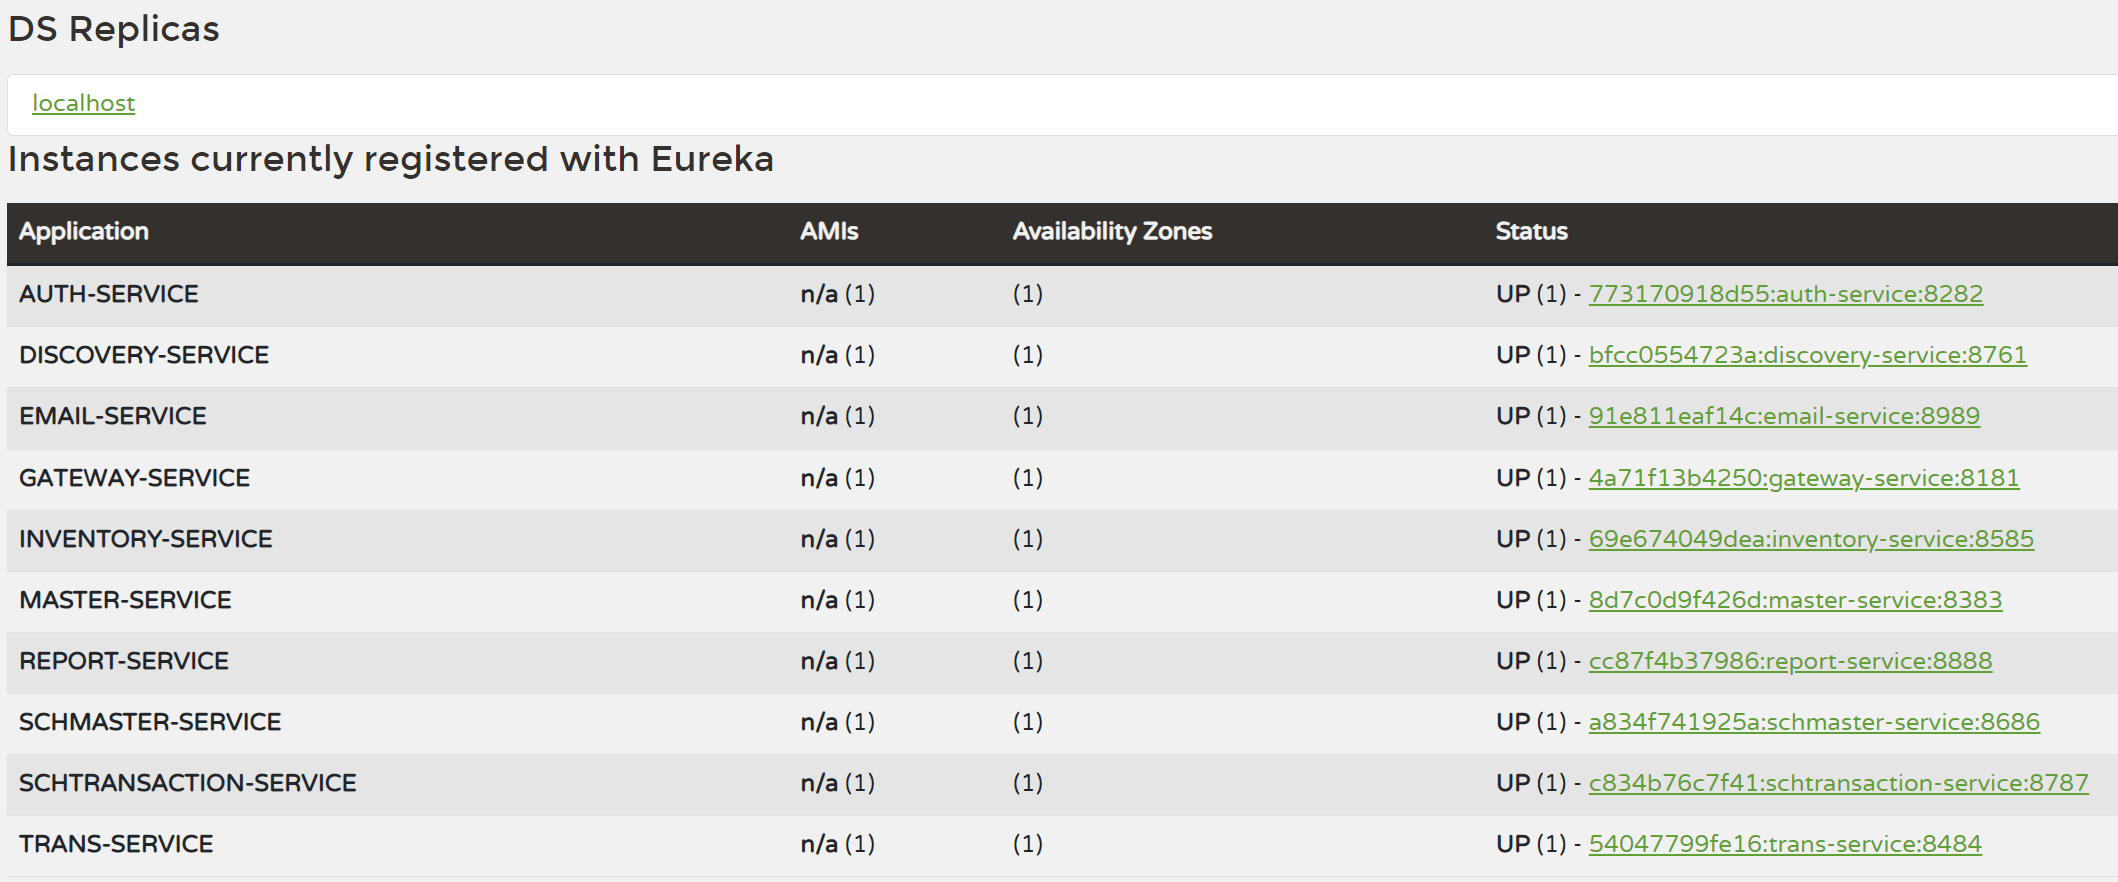 DS Replicas
localhost
Instances currently registered with Eureka
Application AMIs Availability Zones Status
AUTH-SERVICE n/a (1) (1) UP (1) - 773170918d55:auth-service:8282
DISCOVERY-SERVICE n/a (1) (1) UP (1) - bfcc0554723a:discovery-service:8761
EMAIL-SERVICE n/a (1) (1) UP (1) - 91e811eaf14c:email-service:8989
GATEWAY-SERVICE n/a (1) (1) UP (1) - 4a71f13b4250:gateway-service:8181
INVENTORY-SERVICE n/a (1) (1) UP (1) - 69e674049dea:inventory-service:8585
MASTER-SERVICE n/a (1) (1) UP (1) - 8d7c0d9f426d:master-service:8383
REPORT-SERVICE n/a (1) (1) UP (1) - cc87f4b37986:report-service:8888
SCHMASTER-SERVICE n/a (1) (1) UP (1) - a834f741925a:schmaster-service:8686
SCHTRANSACTION-SERVICE n/a (1) (1) UP (1) - c834b76c7f41:schtransaction-service:8787
TRANS-SERVICE n/a (1) (1) UP (1) - 54047799fe16:trans-service:8484